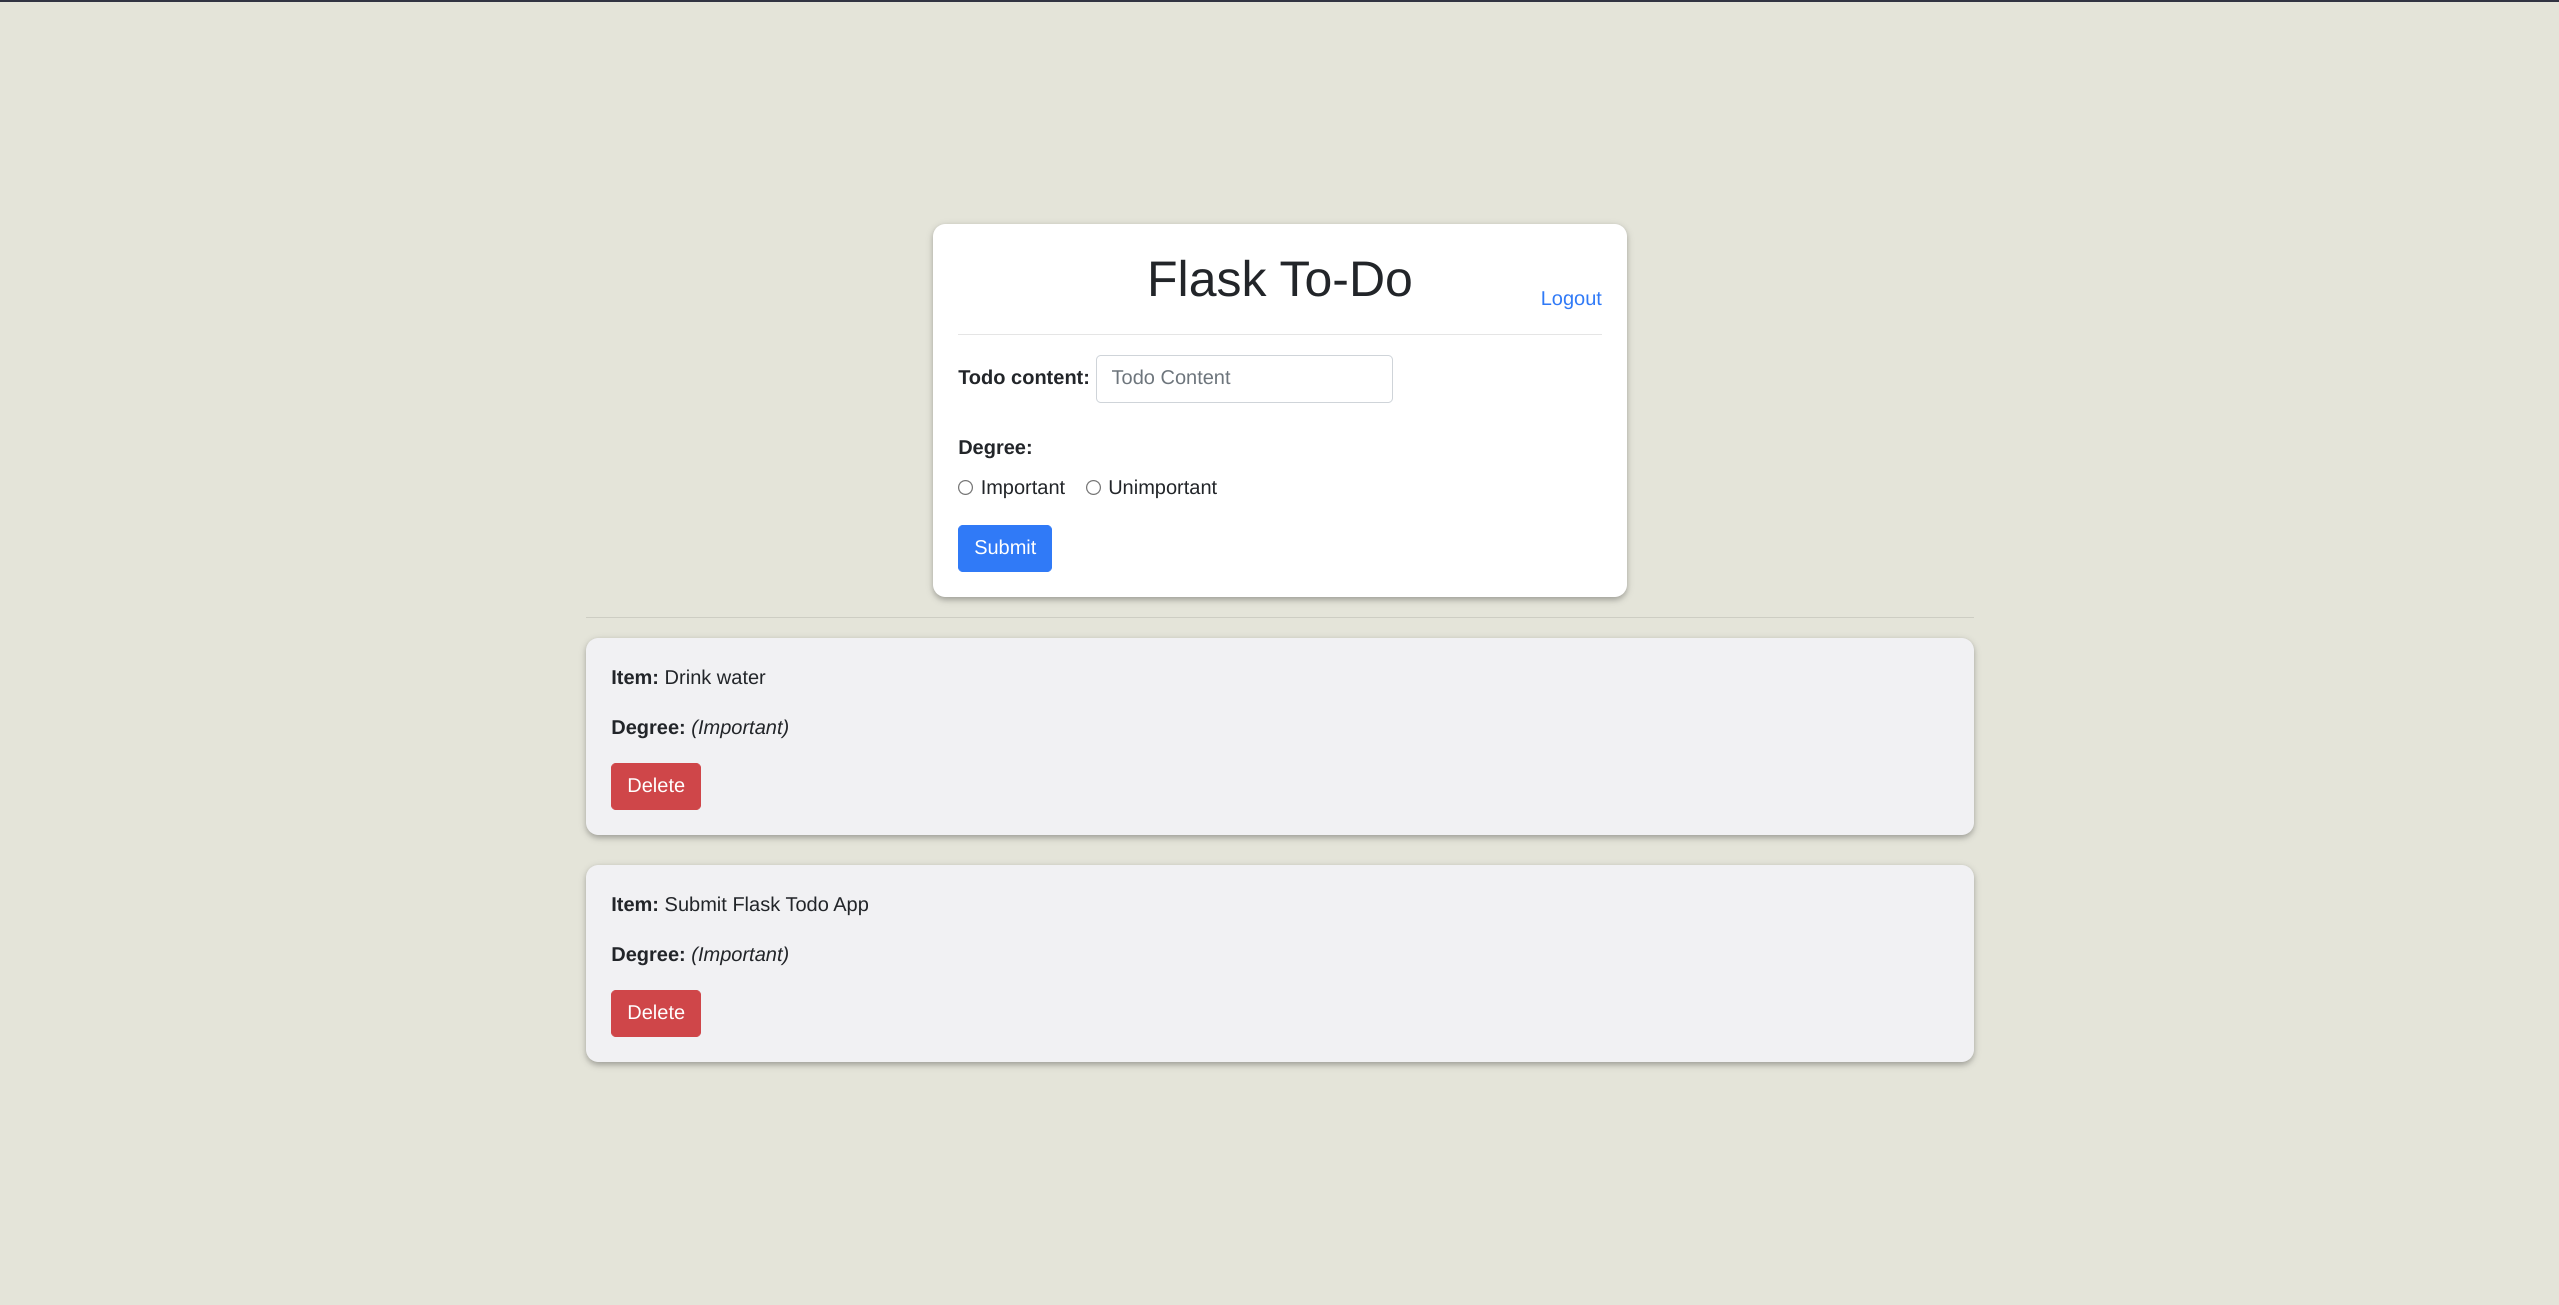 Flask To-Do
Logout
Todo content: Todo Content
Degree:
Important Unimportant
Submit
Item: Drink water
Degree: (Important)
Delete
Item: Submit Flask Todo App
Degree: (Important)
Delete